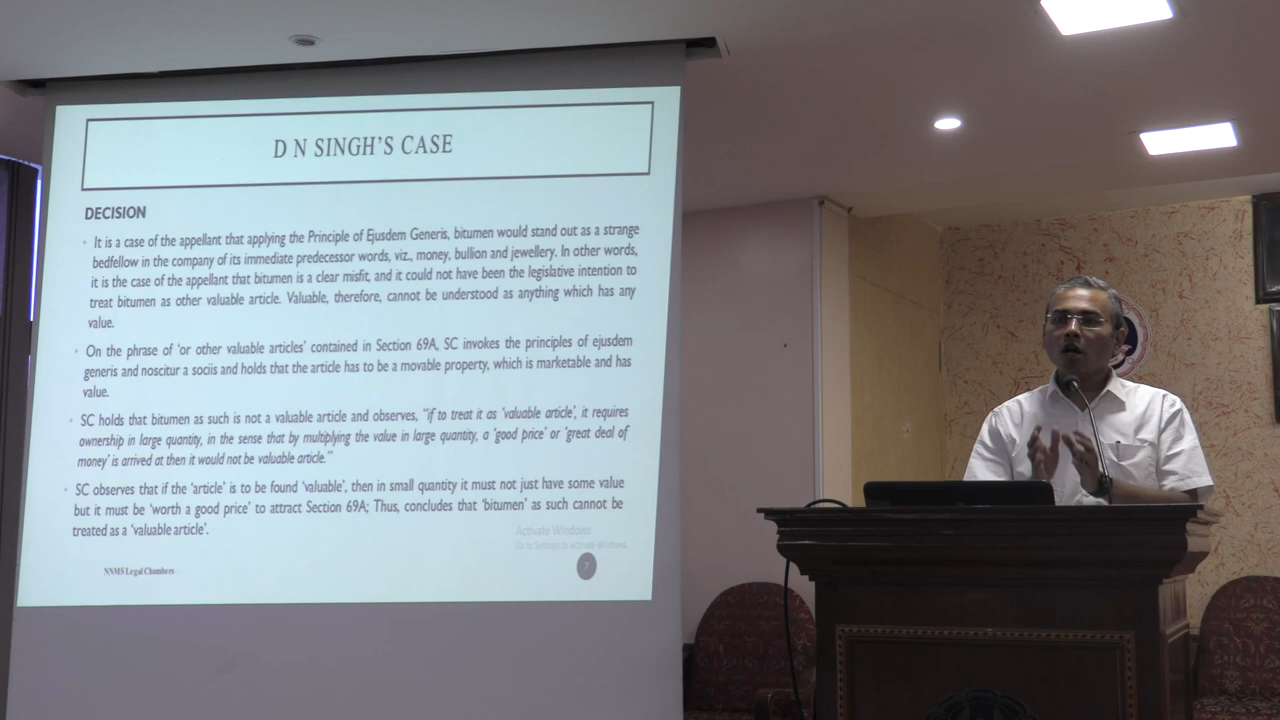 D N SINGH'S CASE
DECISION
• It is a case of the appellant that applying the Principle of Ejusdem Generis, bitumen would stand out as a strange
bedfellow in the company of its immediate predecessor words, viz., money, bullion and jewellery. In other words,
it is the case of the appellant that bitumen is a clear misfit, and it could not have been the legislative intention to
treat bitumen as other valuable article. Valuable, therefore, cannot be understood as anything which has any
value.
• On the phrase of 'or other valuable articles' contained in Section 69A, SC invokes the principles of ejusdem
generis and noscitur a sociis and holds that the article has to be a movable property, which is marketable and has
value.
• SC holds that bitumen as such is not a valuable article and observes, "if to treat it as 'valuable article', it requires
ownership in large quantity, in the sense that by multiplying the value in large quantity, a 'good price' or 'great deal of
money' is arrived at then it would not be valuable article."
• SC observes that if the 'article' is to be found 'valuable', then in small quantity it must not just have some value
but it must be 'worth a good price' to attract Section 69A; Thus, concludes that 'bitumen' as such cannot be
treated as a 'valuable article'.
Activate Windows
Go to Settings to activate Windows.
NNMS Legal Chambers
7